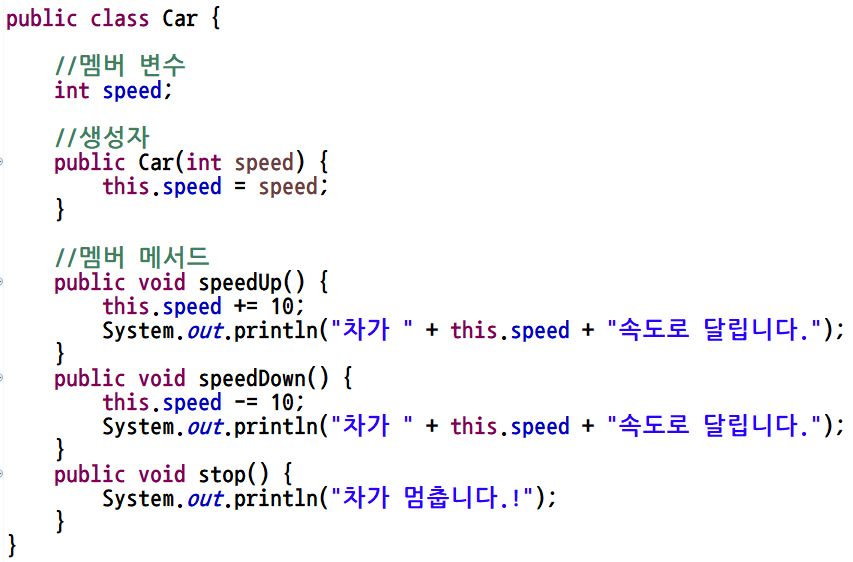 public class Car {
//멤버 변수
int speed;
//생성자
public Car(int speed) {
this.speed = speed;
}
//멤버 메서드
public void speedUp() {
this.speed += 10;
System.out.println("차가 " + this.speed + "속도로 달립니다.");
}
public void speedDown() {
this.speed -= 10;
System.out.println("차가 " + this.speed + "속도로 달립니다.");
}
public void stop() {
System.out.println("차가 멈춥니다.!");
}
}